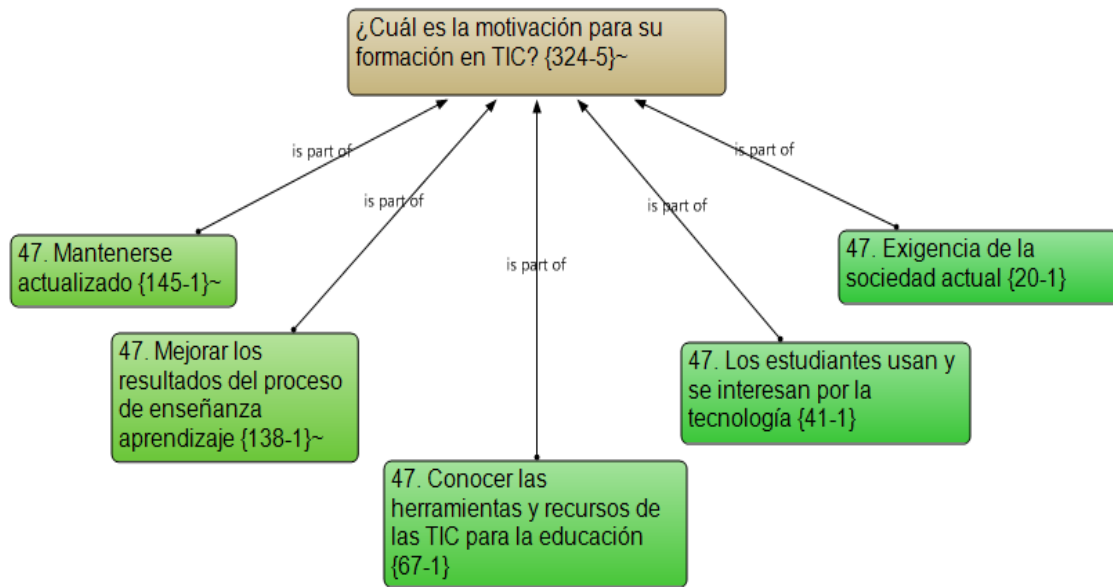 ¿Cuál es la motivación para su
formación en TIC? {324-5}~
is part of
is part of
is part of
is part of
is part of
47. Mantenerse
actualizado {145-1}~
47. Mejorar los
resultados del proceso
de enseñanza
aprendizaje {138-1}~
47. Conocer las
herramientas y recursos de
las TIC para la educación
{67-1}
47. Los estudiantes usan y
se interesan por la
tecnología {41-1}
47. Exigencia de la
sociedad actual {20-1}